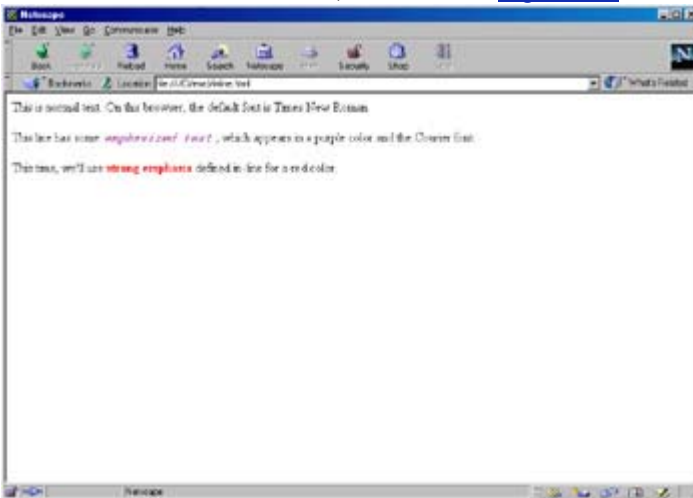 Netscape
File Edit View Go Communicator Help
Back Reload Home Search Netscape Security Shop
Bookmarks Location: What's Related
This is normal text. On this browser, the default font is Times New Roman.
This line has some emphasized text , which appears in a purple color and the Courier font.
This time, we'll use strong emphasis defined in-line for a red color.
Netscape